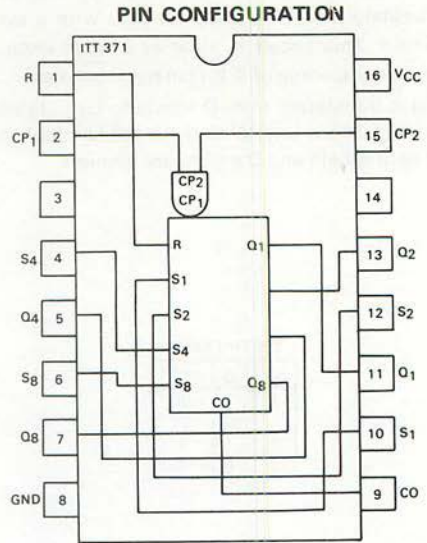 PIN CONFIGURATION
ITT 371
R 1
16 VCC
CP1 2
15 CP2
3
14
CP2
CP1
S4 4
13 Q2
Q4 5
12 S2
S8 6
11 Q1
Q8 7
10 S1
GND 8
9 CO
R Q1
S1
S2
S4
S8 Q8
CO